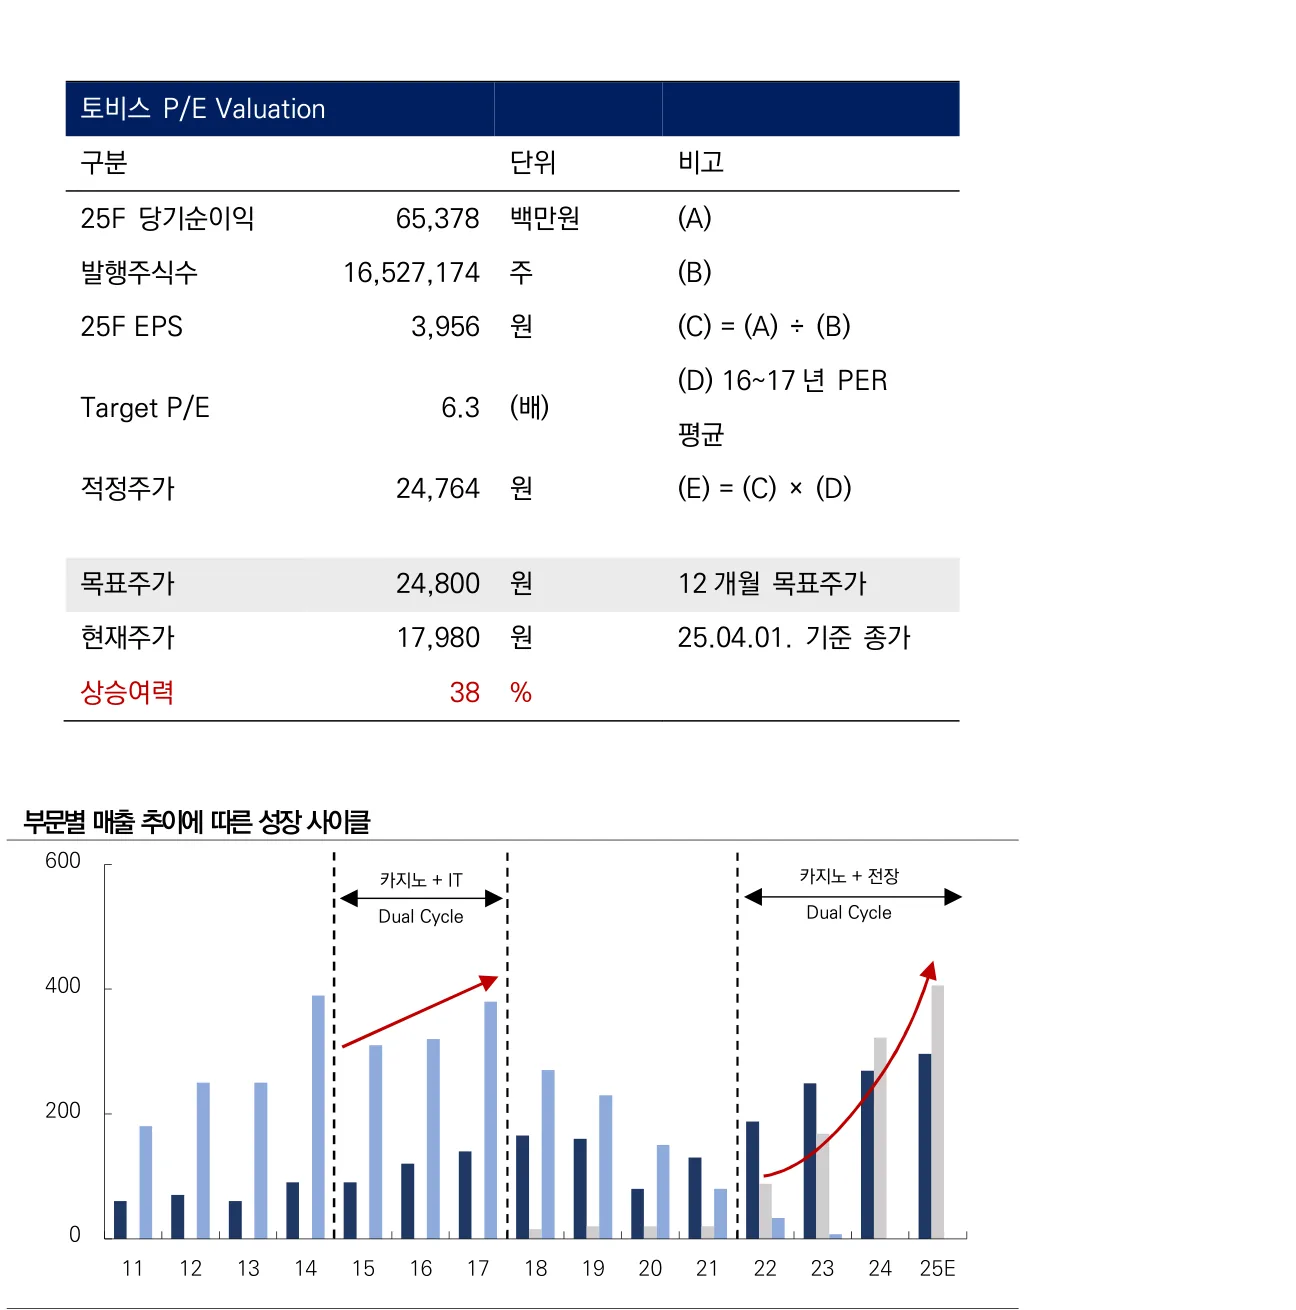 토비스 P/E Valuation
구분 단위 비고
25F 당기순이익 65,378 백만원 (A)
발행주식수 16,527,174 주 (B)
25F EPS 3,956 원 (C) = (A) ÷ (B)
Target P/E 6.3 (배) (D) 16~17년 PER
평균
적정주가 24,764 원 (E) = (C) × (D)
목표주가 24,800 원 12개월 목표주가
현재주가 17,980 원 25.04.01. 기준 종가
상승여력 38 %
부문별 매출 추이에 따른 성장 사이클
600
카지노 + IT
Dual Cycle
카지노 + 전장
Dual Cycle
400
200
0
11 12 13 14 15 16 17 18 19 20 21 22 23 24 25E